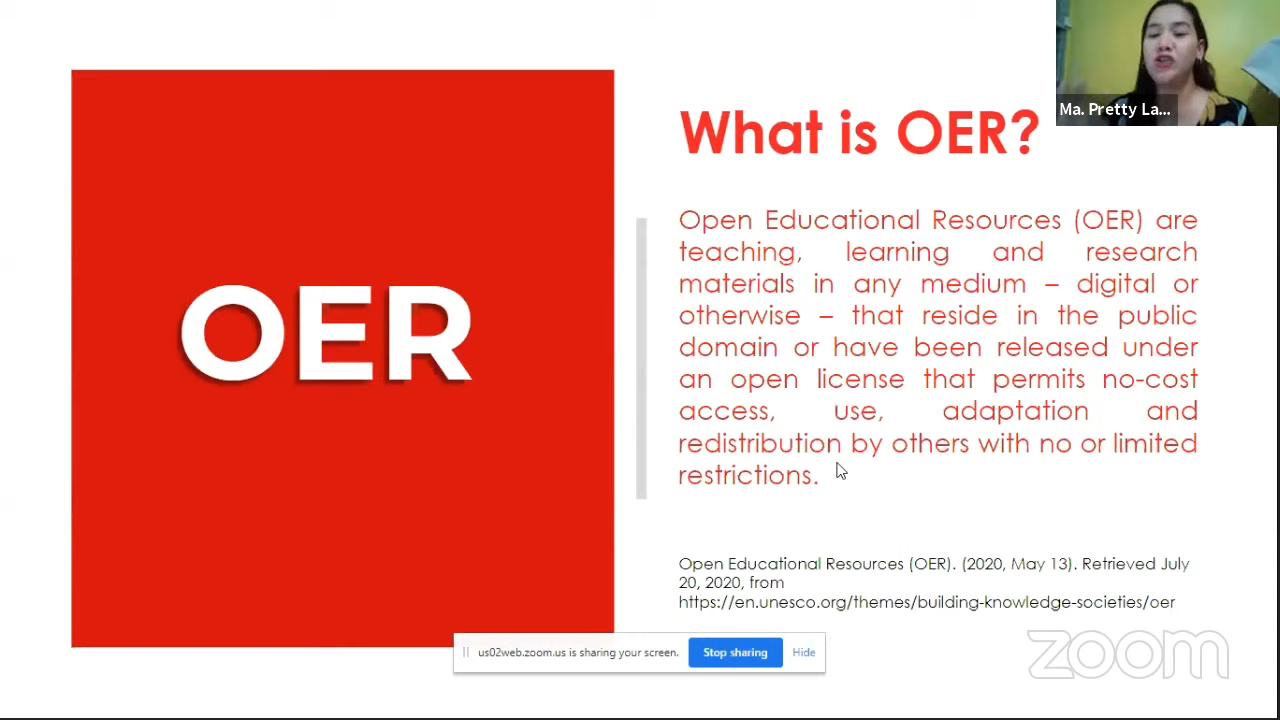 Ma. Pretty La...
OER
What is OER?
Open Educational Resources (OER) are
teaching, learning and research
materials in any medium – digital or
otherwise – that reside in the public
domain or have been released under
an open license that permits no-cost
access, use, adaptation and
redistribution by others with no or limited
restrictions.
Open Educational Resources (OER). (2020, May 13). Retrieved July
20, 2020, from
https://en.unesco.org/themes/building-knowledge-societies/oer
us02web.zoom.us is sharing your screen.
Stop sharing
Hide
zoom